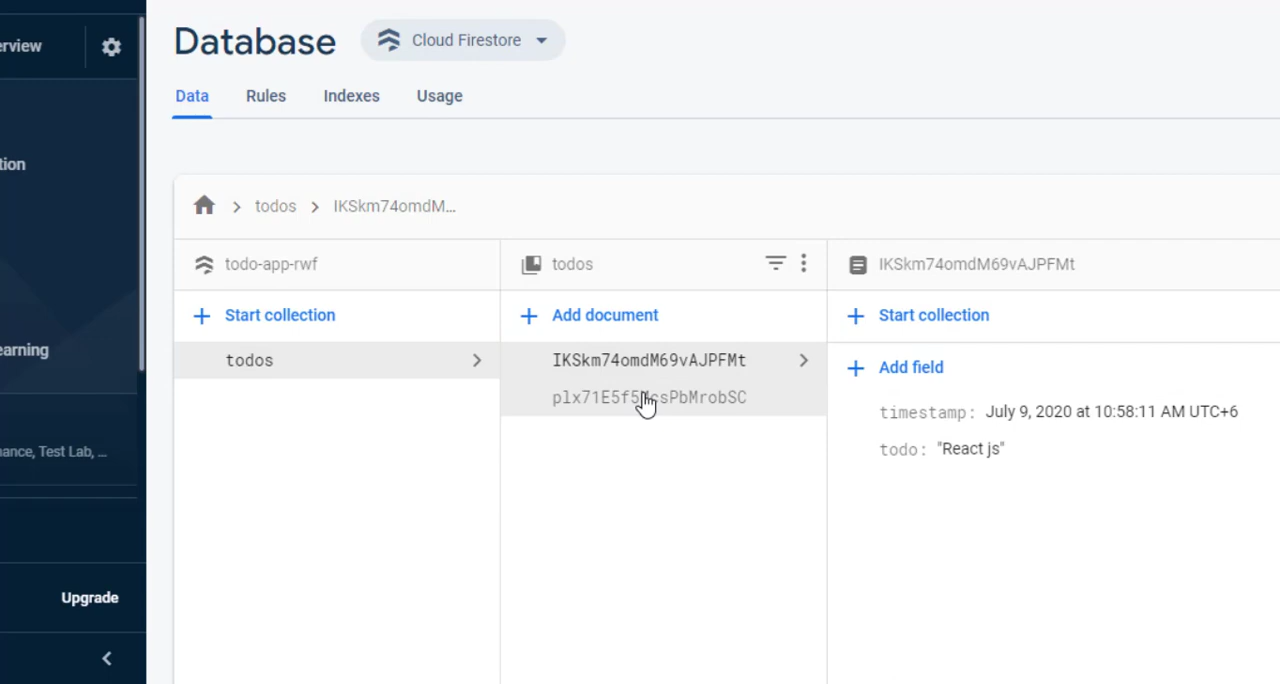 erview
Database
Cloud Firestore
Data
Rules
Indexes
Usage
tion
earning
ance, Test Lab, ...
Upgrade
todos
IKSkm74omdM...
todo-app-rwf
todos
IKSkm74omdM69vAJPFMt
Start collection
Add document
Start collection
todos
IKSkm74omdM69vAJPFMt
Add field
timestamp: July 9, 2020 at 10:58:11 AM UTC+6
todo: "React js"